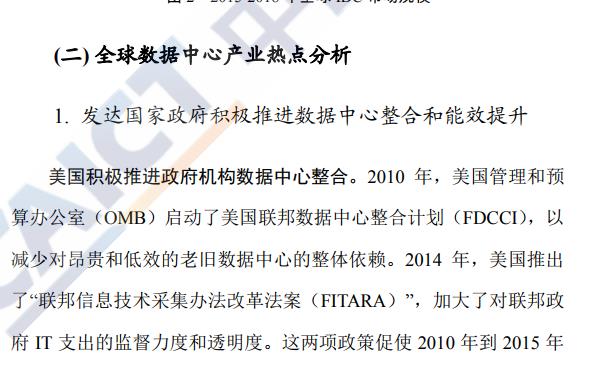 (二) 全球数据中心产业热点分析
1. 发达国家政府积极推进数据中心整合和能效提升
美国积极推进政府机构数据中心整合。2010 年，美国管理和预
算办公室（OMB）启动了美国联邦数据中心整合计划（FDCCI），以
减少对昂贵和低效的老旧数据中心的整体依赖。2014 年，美国推出
了“联邦信息技术采集办法改革法案（FITARA）”，加大了对联邦政
府 IT 支出的监督力度和透明度。这两项政策促使 2010 年到 2015 年
CAICT